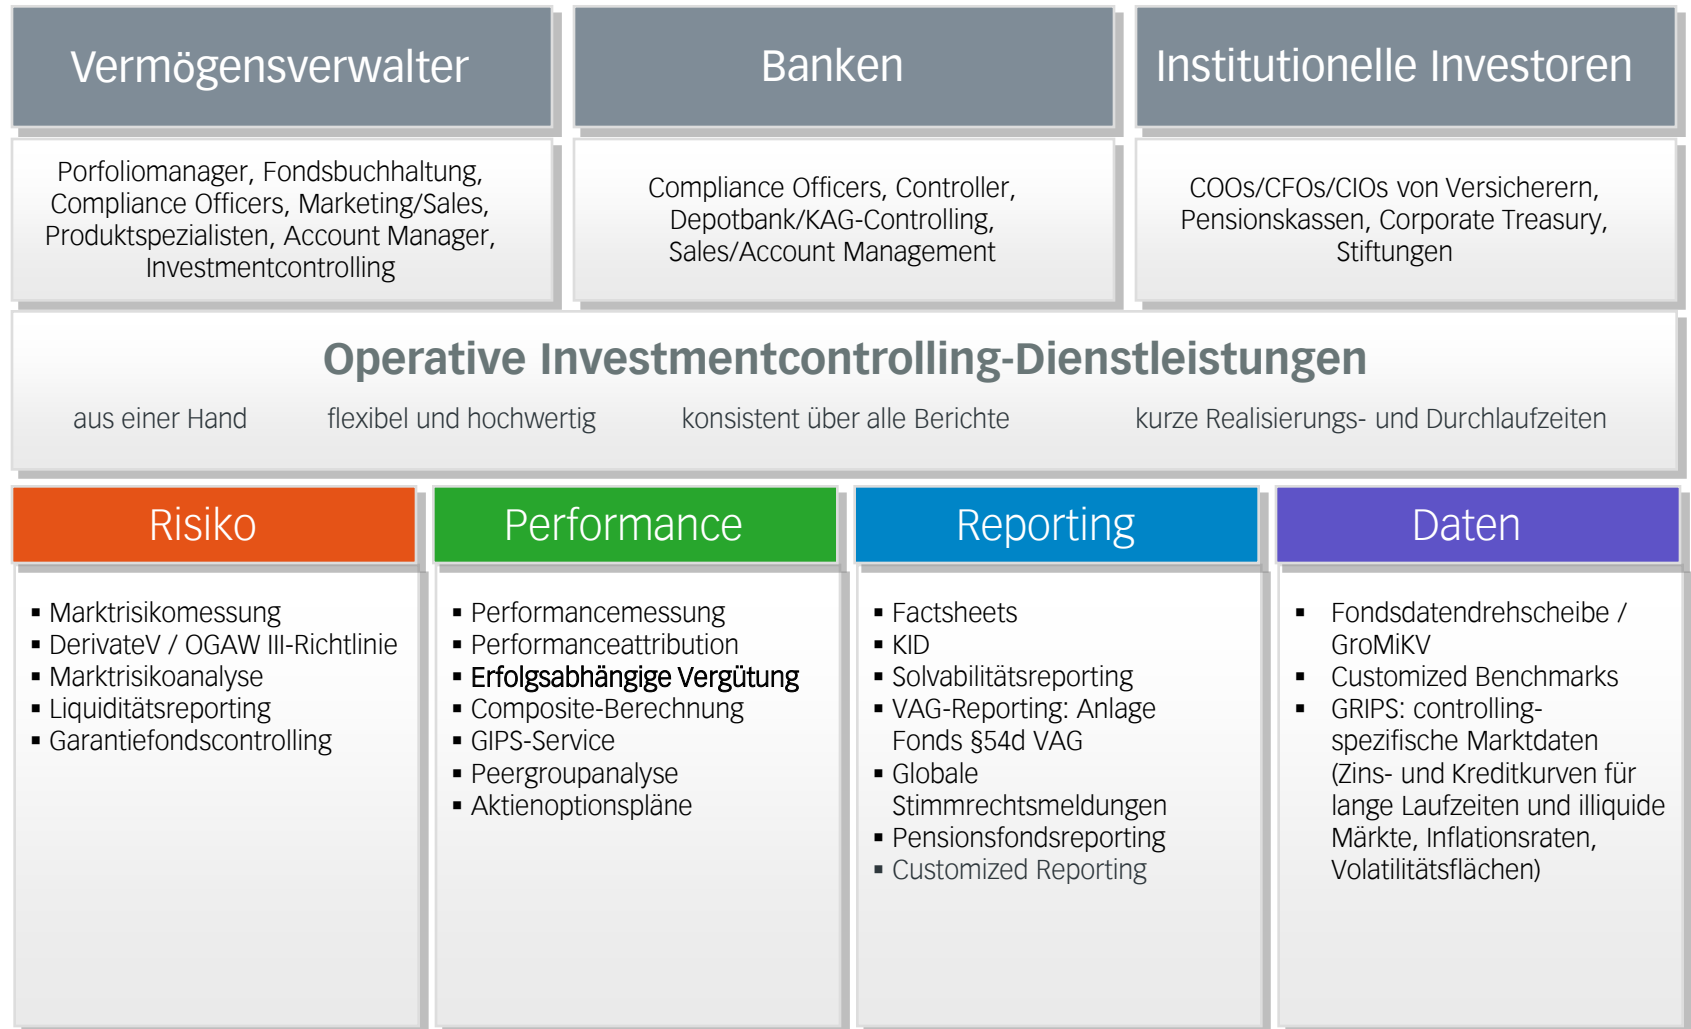 Vermögensverwalter
Banken
Institutionelle Investoren
Porfoliomanager, Fondsbuchhaltung,
Compliance Officers, Marketing/Sales,
Produktspezialisten, Account Manager,
Investmentcontrolling
Compliance Officers, Controller,
Depotbank/KAG-Controlling,
Sales/Account Management
COOs/CFOs/CIOs von Versicherern,
Pensionskassen, Corporate Treasury,
Stiftungen
Operative Investmentcontrolling-Dienstleistungen
aus einer Hand flexibel und hochwertig konsistent über alle Berichte kurze Realisierungs- und Durchlaufzeiten
Risiko
▪ Marktrisikomessung
▪ DerivateV / OGAW III-Richtlinie
▪ Marktrisikoanalyse
▪ Liquiditätsreporting
▪ Garantiefondscontrolling
Performance
▪ Performancemessung
▪ Performanceattribution
▪ Erfolgsabhängige Vergütung
▪ Composite-Berechnung
▪ GIPS-Service
▪ Peergroupanalyse
▪ Aktienoptionspläne
Reporting
▪ Factsheets
▪ KID
▪ Solvabilitätsreporting
▪ VAG-Reporting: Anlage
Fonds §54d VAG
▪ Globale
Stimmrechtsmeldungen
▪ Pensionsfondsreporting
▪ Customized Reporting
Daten
▪ Fondsdatendrehscheibe /
GroMiKV
▪ Customized Benchmarks
▪ GRIPS: controlling-
spezifische Marktdaten
(Zins- und Kreditkurven für
lange Laufzeiten und illiquide
Märkte, Inflationsraten,
Volatilitätsflächen)